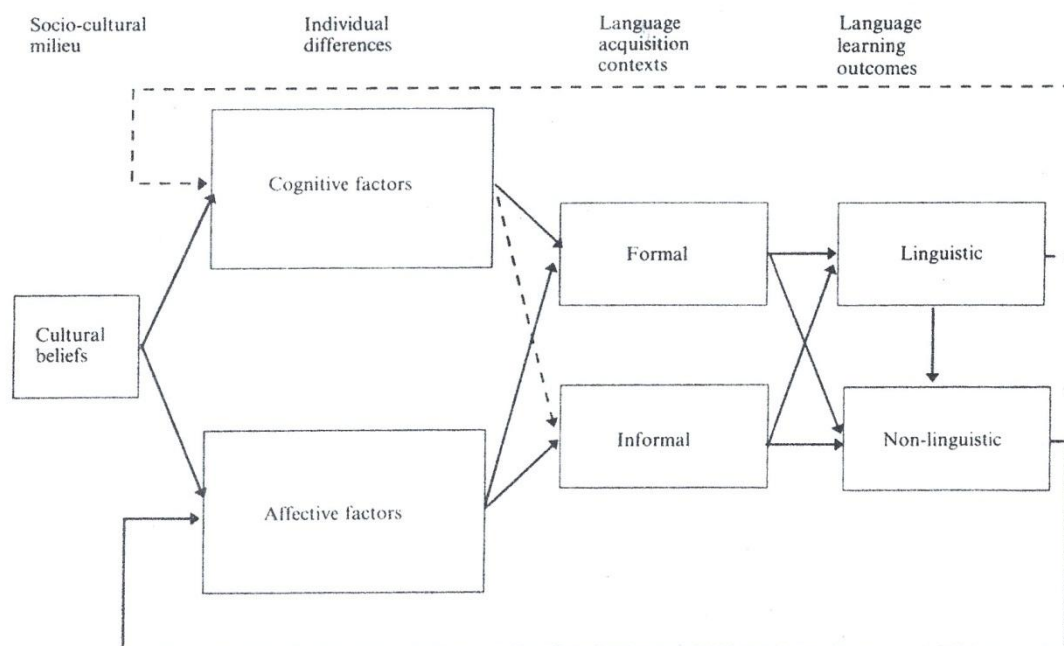 Socio-cultural
milieu
Individual
differences
Language
acquisition
contexts
Language
learning
outcomes
Cognitive factors
Formal
Linguistic
Cultural
beliefs
Informal
Non-linguistic
Affective factors